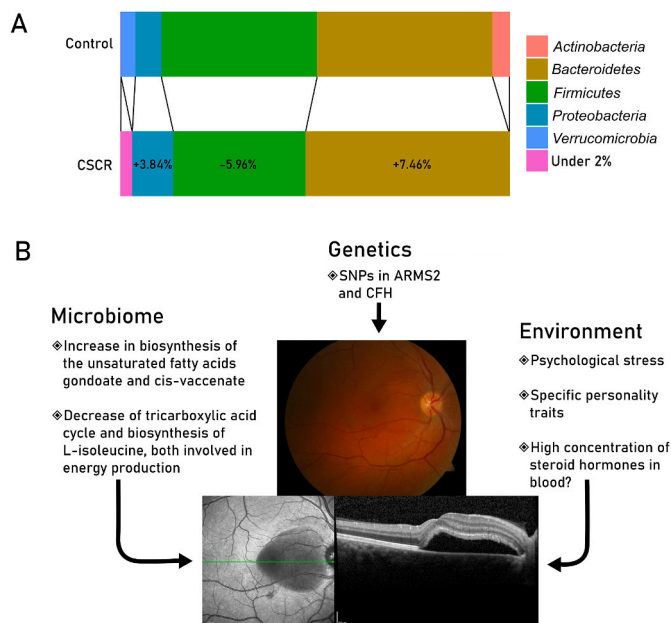 A
Control
CSCR
+3.84%
-5.96%
+7.46%
Actinobacteria
Bacteroidetes
Firmicutes
Proteobacteria
Verrucomicrobia
Under 2%
B
Genetics
◈SNPs in ARMS2
and CFH
Microbiome
◈Increase in biosynthesis of
the unsaturated fatty acids
gondoate and cis-vaccenate
◈Decrease of tricarboxylic acid
cycle and biosynthesis of
L-isoleucine, both involved in
energy production
Environment
◈Psychological stress
◈Specific personality
traits
◈High concentration of
steroid hormones in
blood?